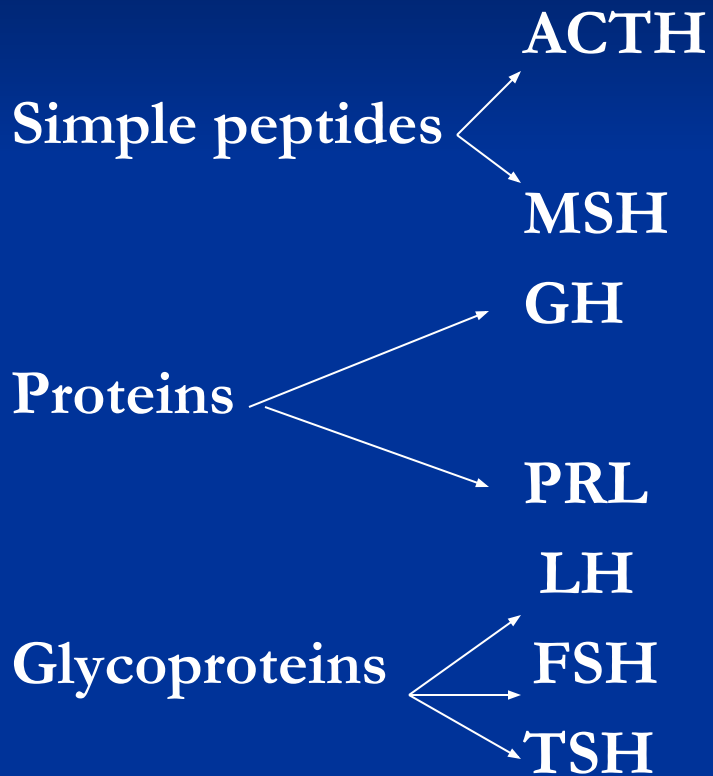 ACTH
Simple peptides
MSH
GH
Proteins
PRL
LH
Glycoproteins
FSH
TSH